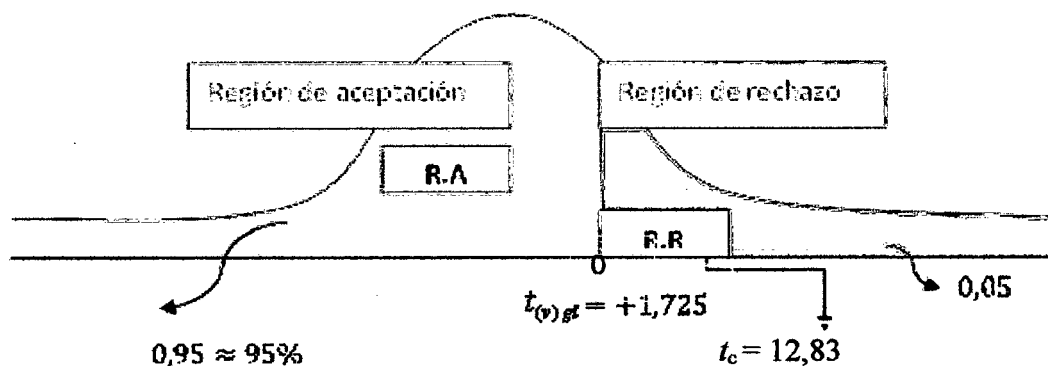 Región de aceptación
Región de rechazo
R.A
R.R
0
0,05
t(v) gl = +1,725
0,95 ≈ 95%
tc = 12,83